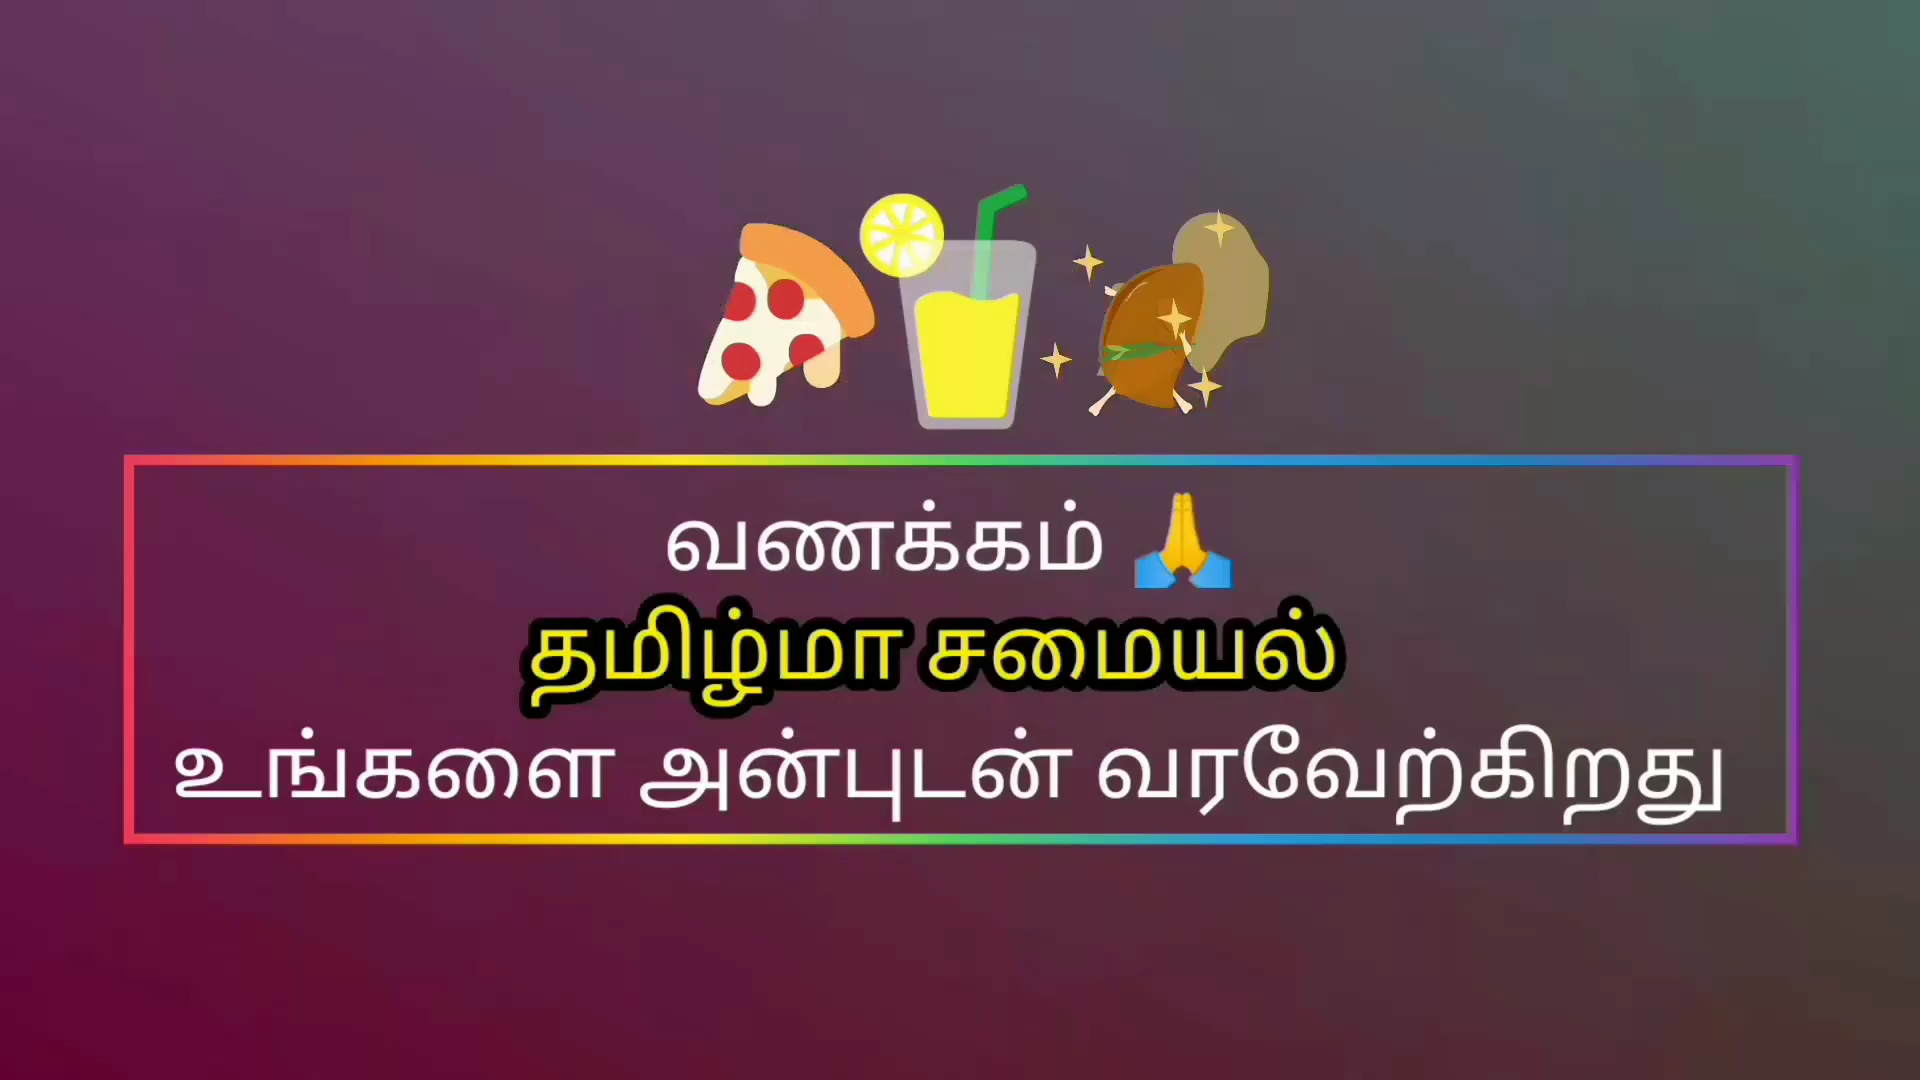 வணக்கம் 🙏
தமிழ்மா சமையல்
உங்களை அன்புடன் வரவேற்கிறது